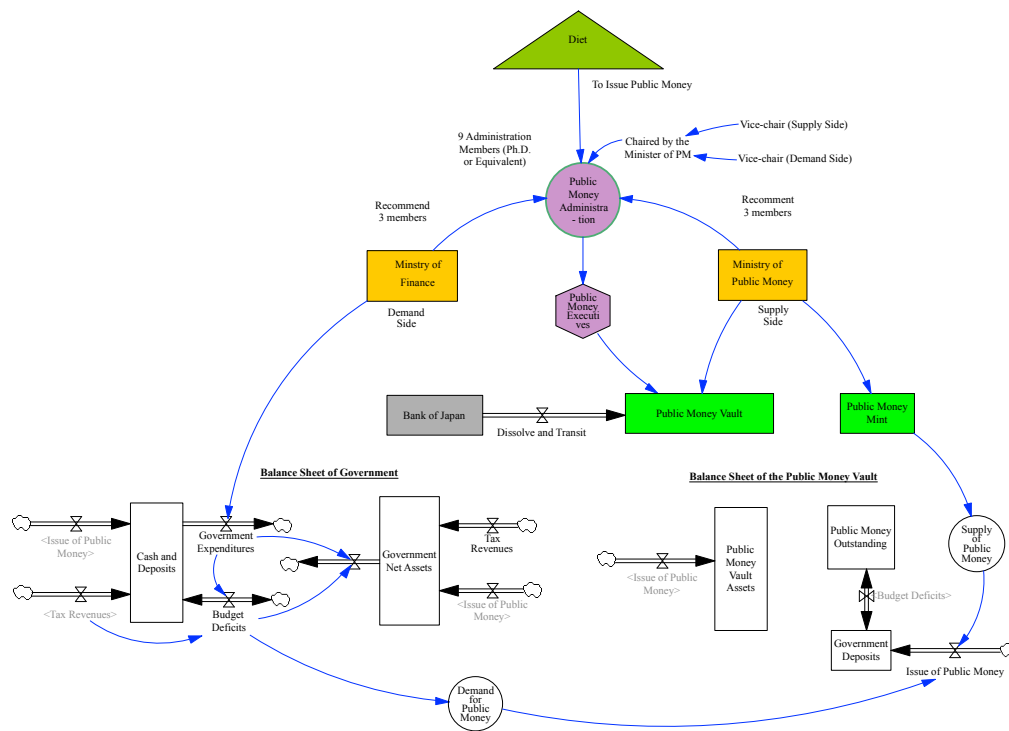 Diet
To Issue Public Money
9 Administration
Members (Ph.D.
or Equivalent)
Chaired by the
Minister of PM
Vice-chair (Supply Side)
Vice-chair (Demand Side)
Public
Money
Administra
- tion
Recommend
3 members
Recomment
3 members
Minstry of
Finance
Demand
Side
Public
Money
Executi
ves
Ministry of
Public Money
Supply
Side
Bank of Japan
Dissolve and Transit
Public Money Vault
Public Money
Mint
Balance Sheet of Government
Balance Sheet of the Public Money Vault
<Issue of Public
Money>
<Tax Revenues>
Cash and
Deposits
Government
Expenditures
Budget
Deficits
Government
Net Assets
Tax
Revenues
<Issue of Public
Money>
<Issue of Public
Money>
Public
Money
Vault
Assets
Public Money
Outstanding
<Budget Deficits>
Government
Deposits
Supply
of
Public
Money
Issue of Public Money
Demand
for
Public
Money